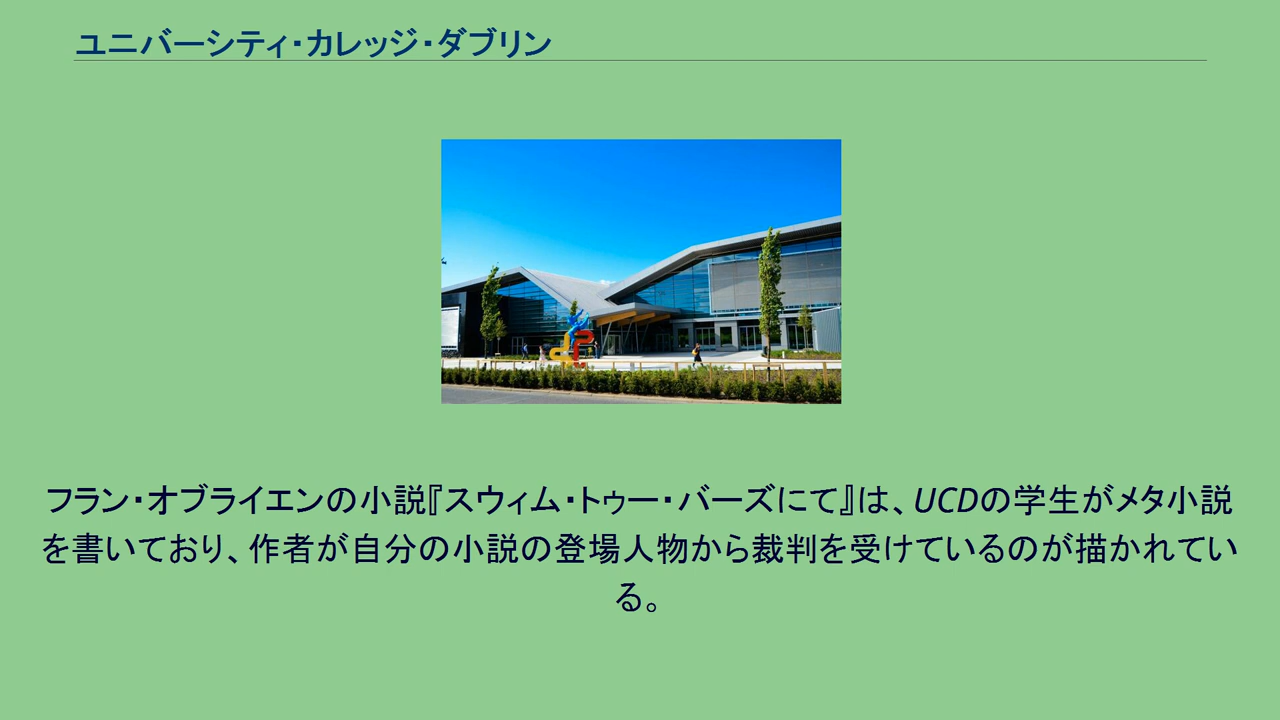 ユニバーシティ・カレッジ・ダブリン
フラン・オブライエンの小説『スウィム・トゥー・バーズにて』は、UCDの学生がメタ小説
を書いており、作者が自分の小説の登場人物から裁判を受けているのが描かれてい
る。